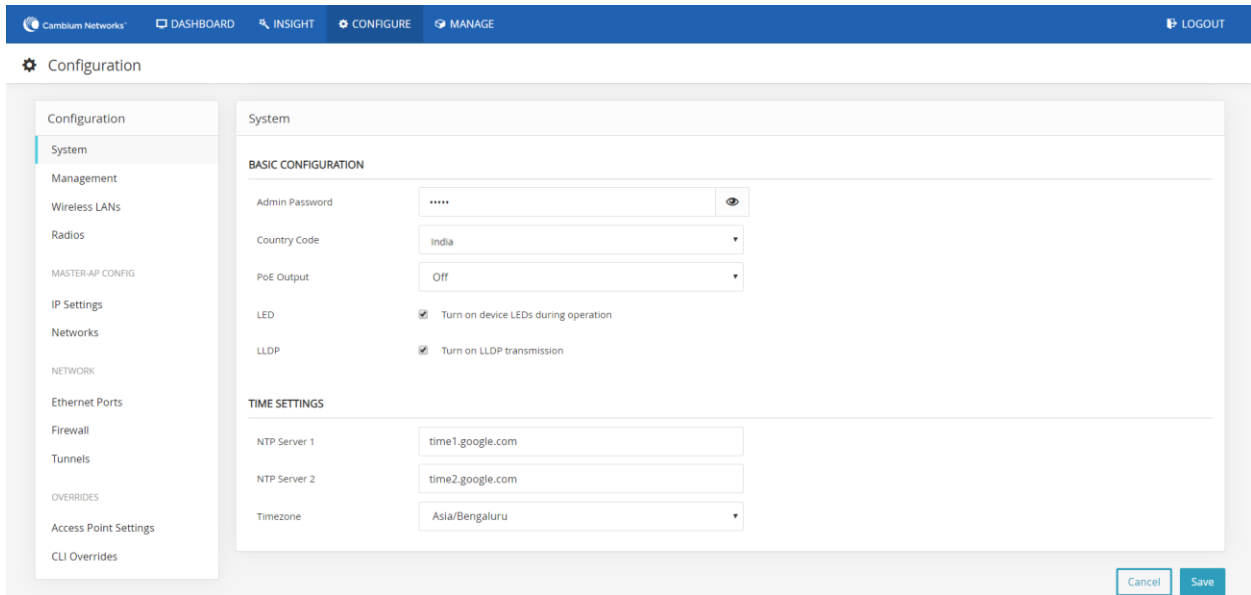 Cambium Networks™ DASHBOARD INSIGHT CONFIGURE MANAGE LOGOUT
Configuration
Configuration
System
Management
Wireless LANs
Radios
MASTER-AP CONFIG
IP Settings
Networks
NETWORK
Ethernet Ports
Firewall
Tunnels
OVERRIDES
Access Point Settings
CLI Overrides
System
BASIC CONFIGURATION
Admin Password •••••
Country Code India
PoE Output Off
LED Turn on device LEDs during operation
LLDP Turn on LLDP transmission
TIME SETTINGS
NTP Server 1 time1.google.com
NTP Server 2 time2.google.com
Timezone Asia/Bengaluru
Cancel Save